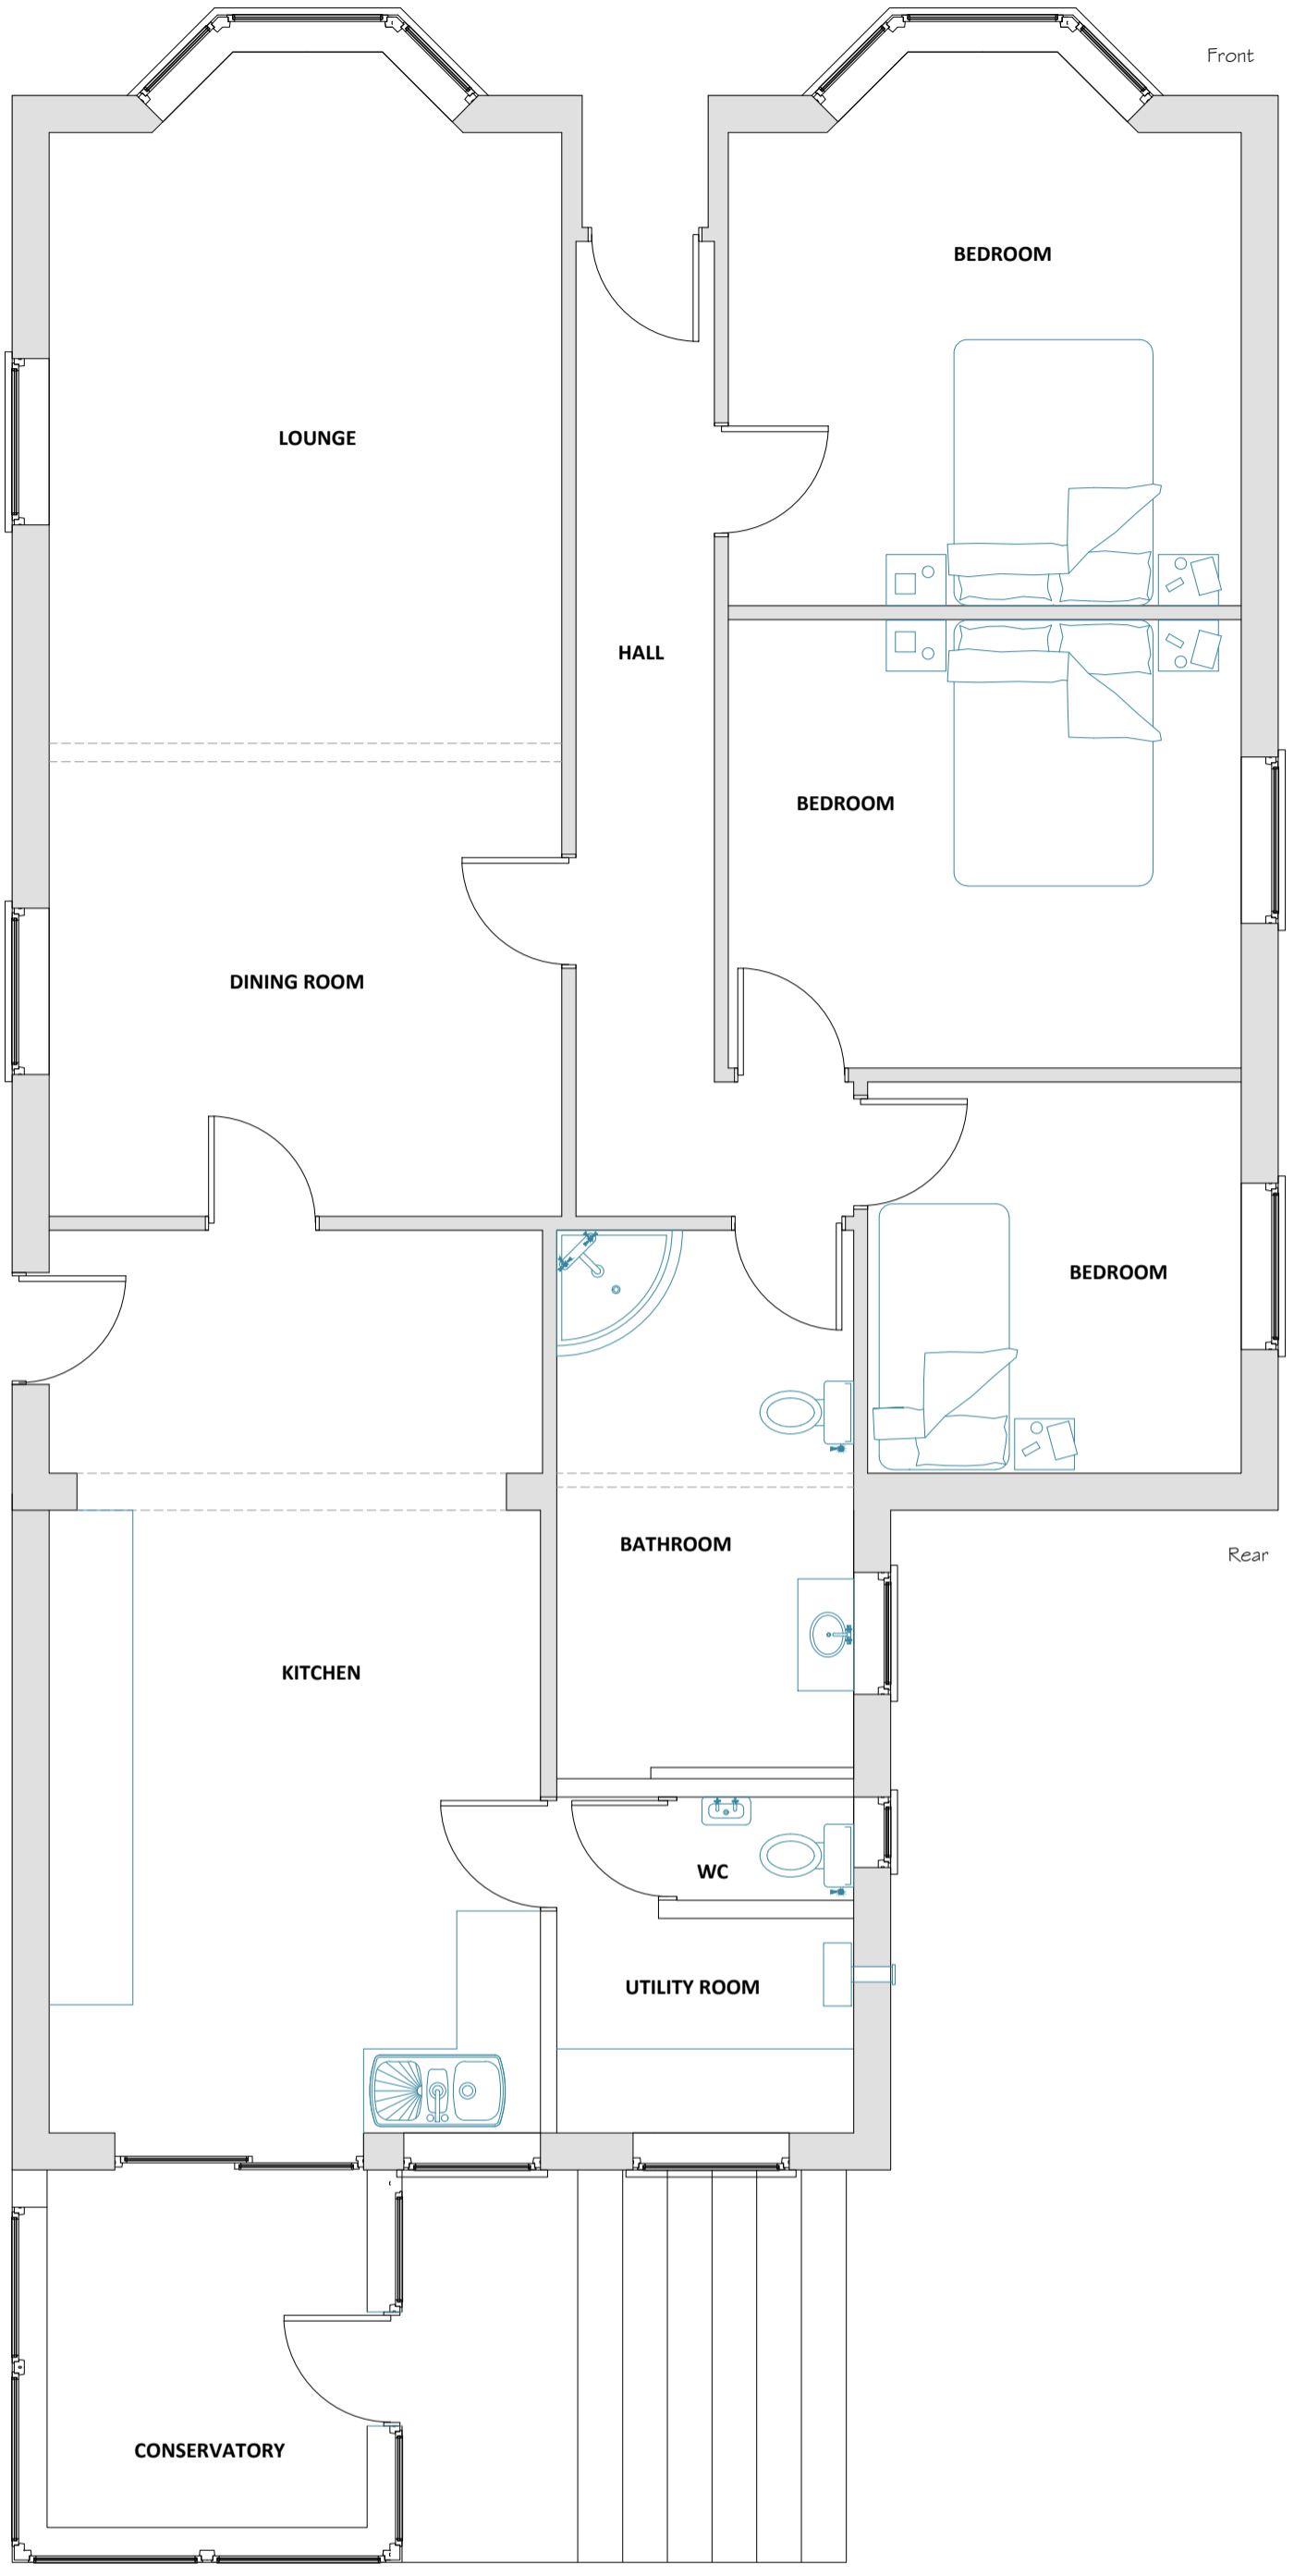 Front
BEDROOM
LOUNGE
HALL
BEDROOM
DINING ROOM
BEDROOM
BATHROOM
Rear
KITCHEN
WC
UTILITY ROOM
CONSERVATORY